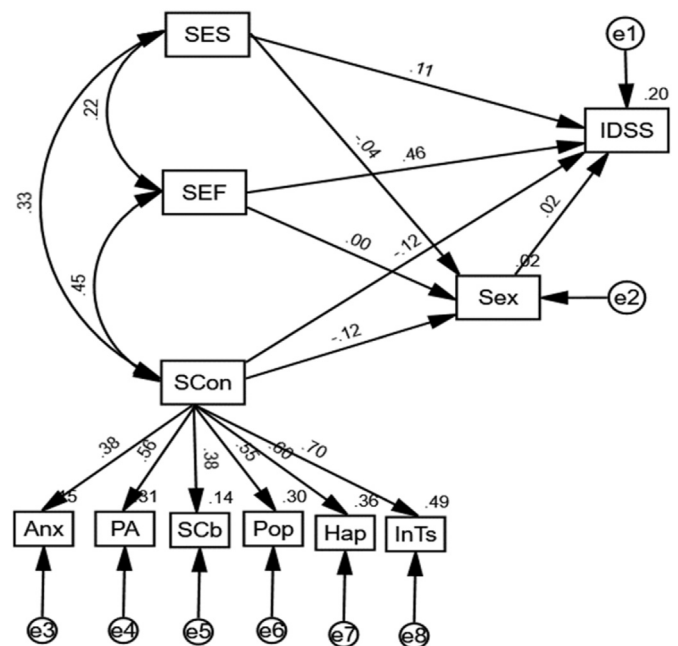 SES
e1
.20
IDSS
.11
.22
-.04
.46
SEF
.33
.02
.00
-.12
.02
Sex
e2
.45
-.12
SCon
.38
.56
.38
.55
.60
.70
.14
.30
.36
.49
Anx
PA
SCb
Pop
Hap
InTs
e3
e4
e5
e6
e7
e8